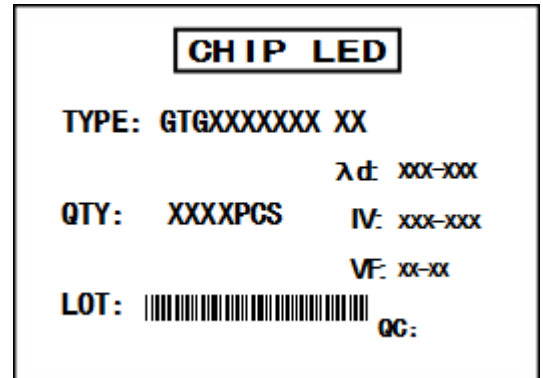 CHIP LED
TYPE: GTGXXXXXXX XX
λd: XXX-XXX
QTY: XXXXPCS IV: XXX-XXX
VF: XX-XX
LOT:
QC: